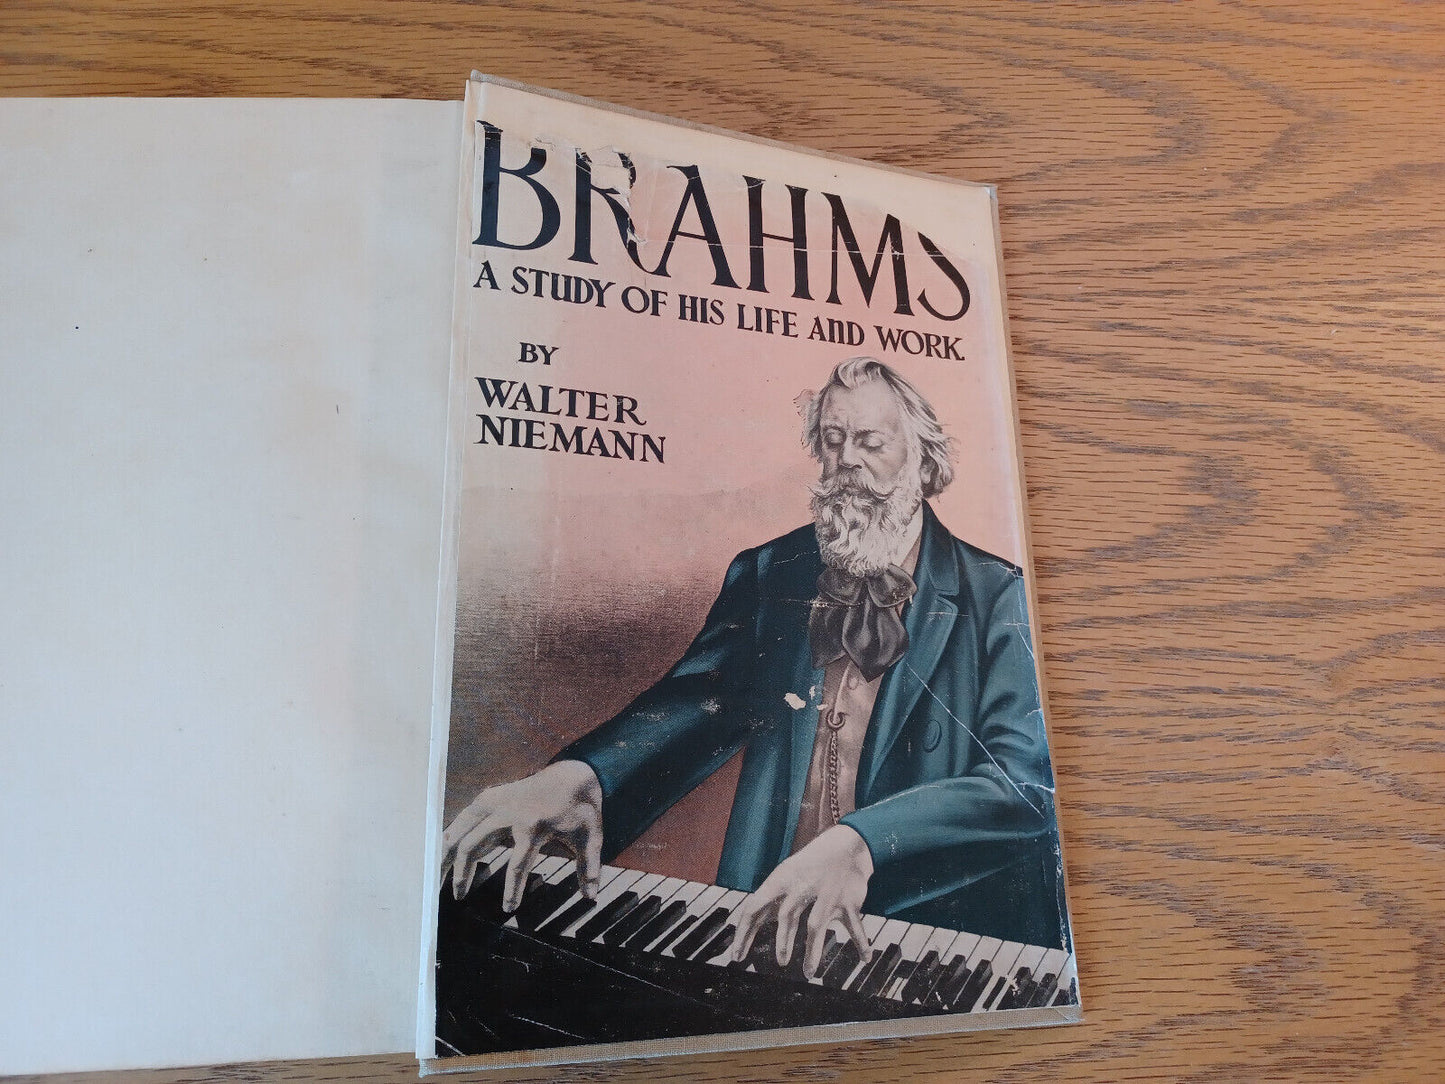 BRAHMS
A STUDY OF HIS LIFE AND WORK.
BY
WALTER
NIEMANN